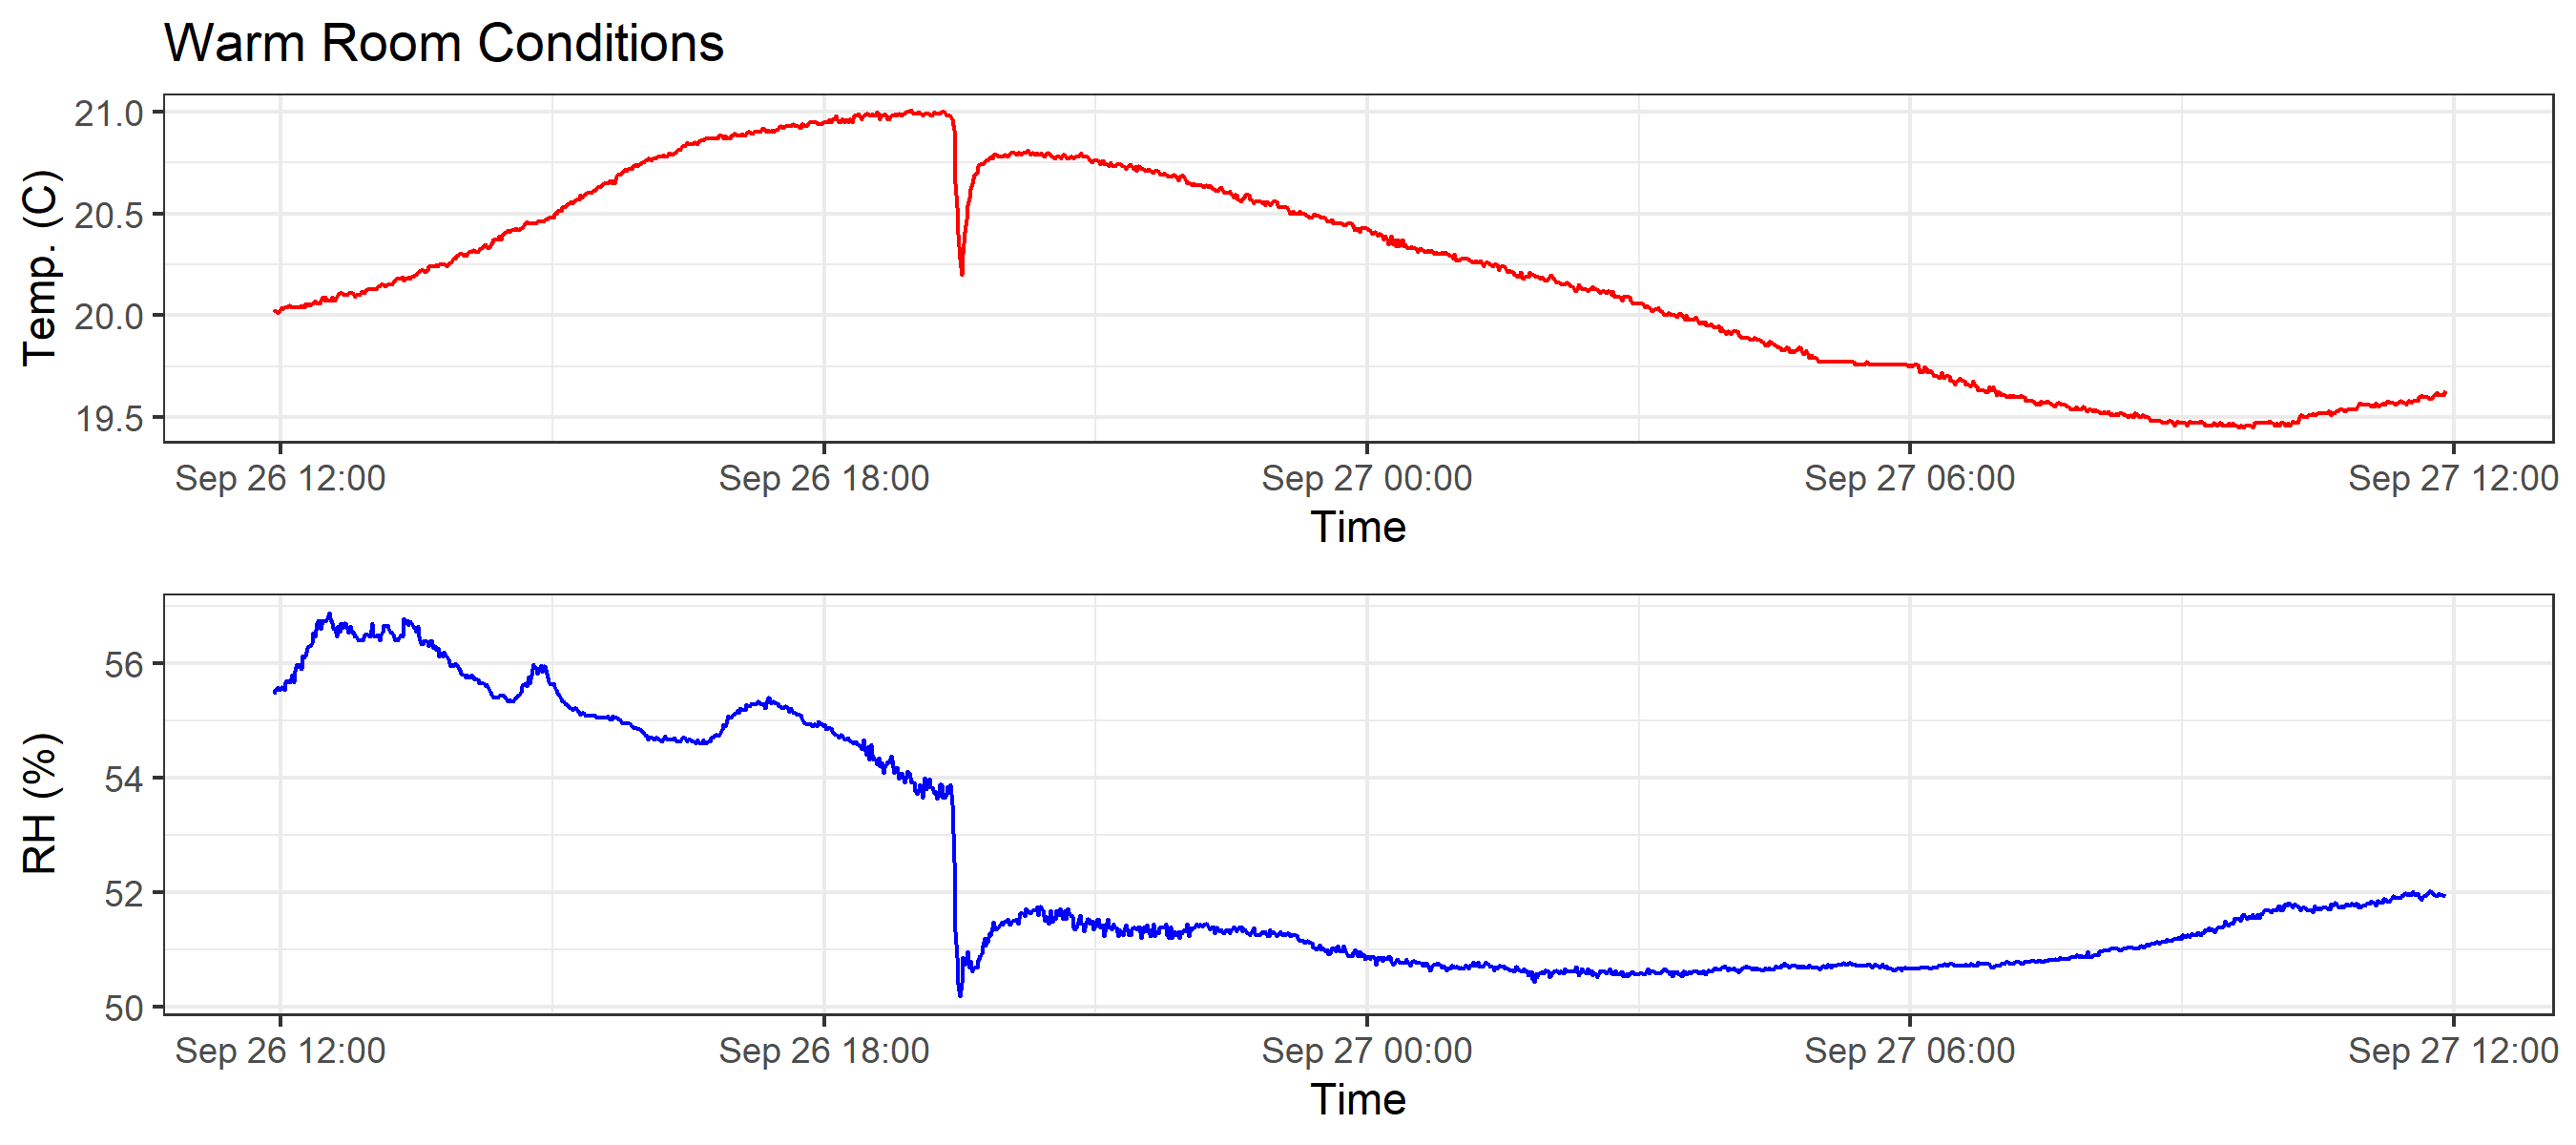 Warm Room Conditions
Temp. (C)
21.0
20.5
20.0
19.5
Sep 26 12:00 Sep 26 18:00 Sep 27 00:00 Sep 27 06:00 Sep 27 12:00
Time
RH (%)
56
54
52
50
Sep 26 12:00 Sep 26 18:00 Sep 27 00:00 Sep 27 06:00 Sep 27 12:00
Time